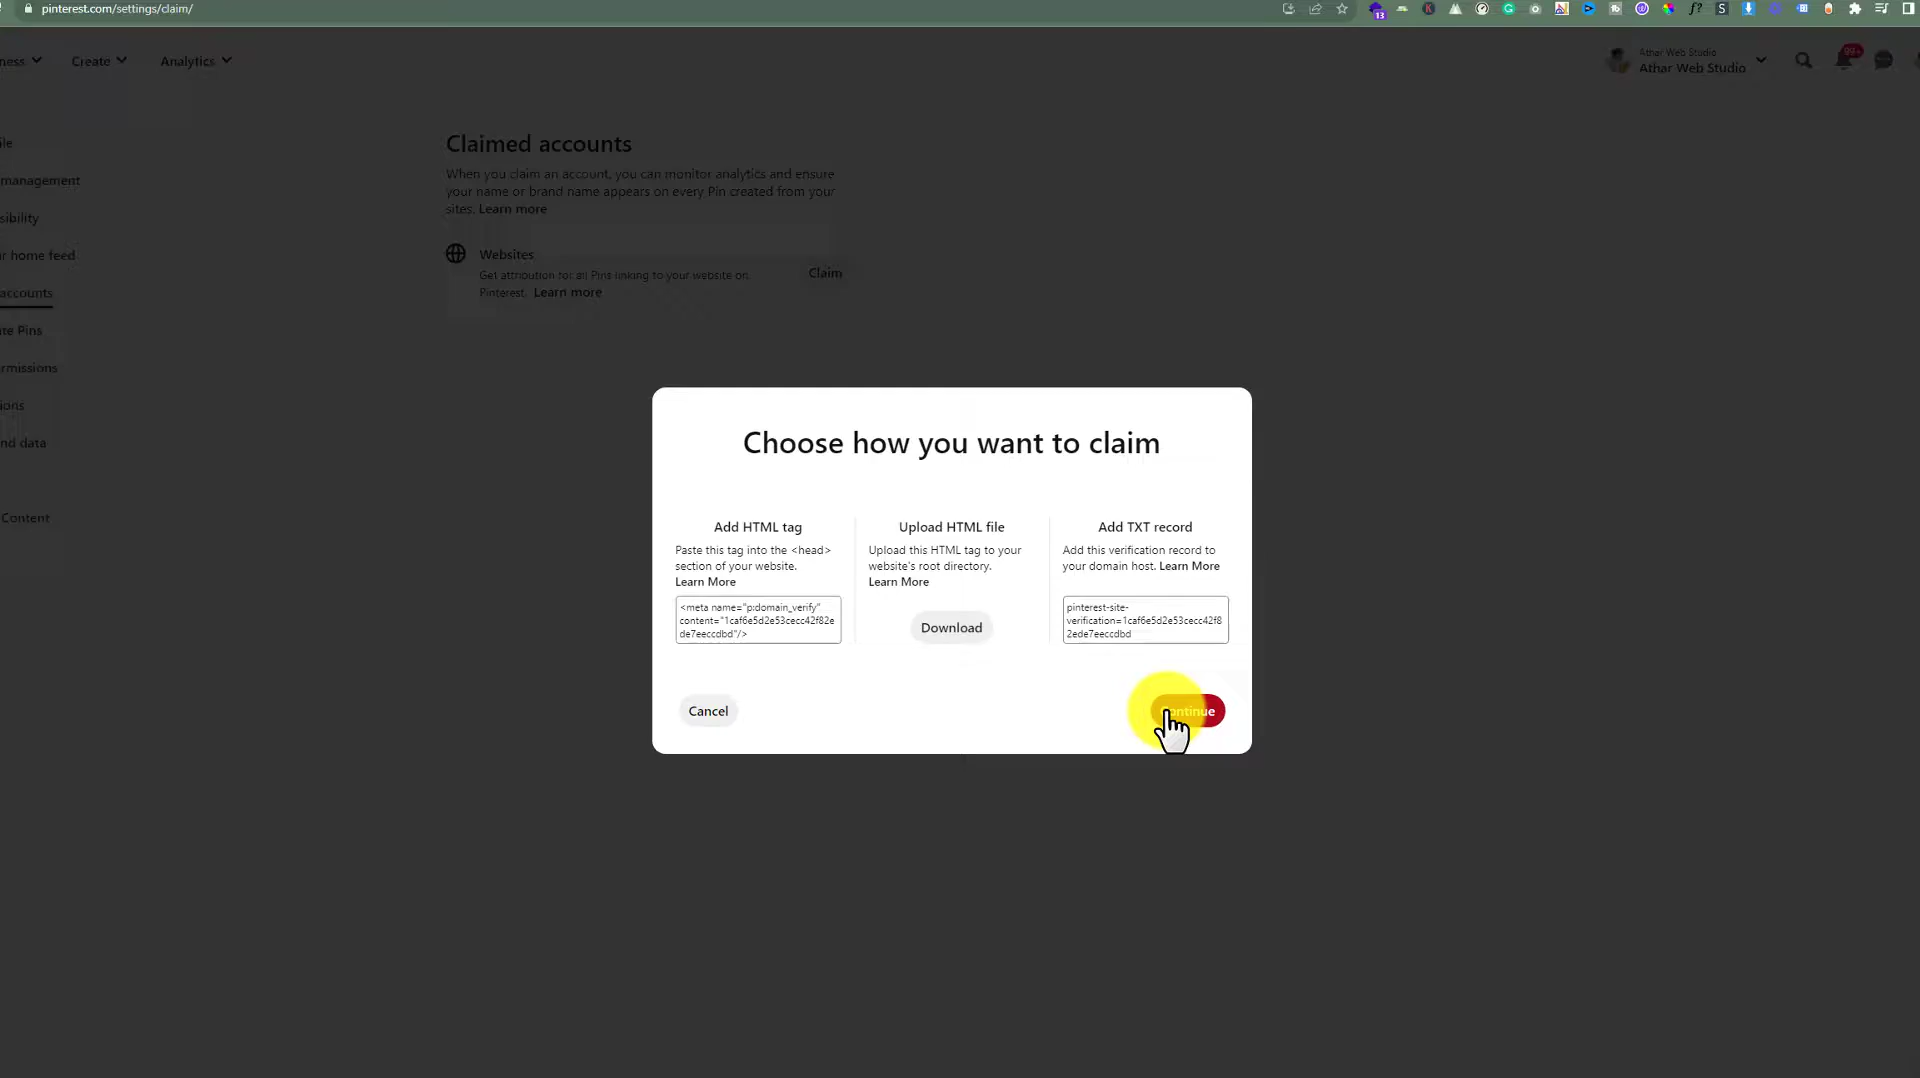 pinterest.com/settings/claim/
13
ness
Create
Analytics
Athar Web Studio
Athar Web Studio
99+
ile
management
sibility
r home feed
accounts
te Pins
rmissions
ions
nd data
Content
Claimed accounts
When you claim an account, you can monitor analytics and ensure
your name or brand name appears on every Pin created from your
sites. Learn more
Websites
Get attribution for all Pins linking to your website on
Pinterest. Learn more
Claim
Choose how you want to claim
Add HTML tag
Paste this tag into the <head>
section of your website.
Learn More
<meta name="p:domain_verify"
content="1caf6e5d2e53cecc42f82e
de7eeccdbd"/>
Upload HTML file
Upload this HTML tag to your
website's root directory.
Learn More
Download
Add TXT record
Add this verification record to
your domain host. Learn More
pinterest-site-
verification=1caf6e5d2e53cecc42f8
2ede7eeccdbd
Cancel
Continue